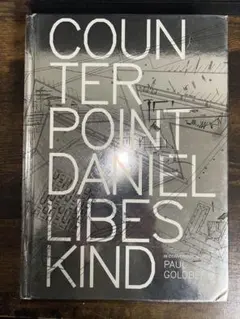 COUN
TER
POINT
DANIEL
LIBES
KIND
PAUL